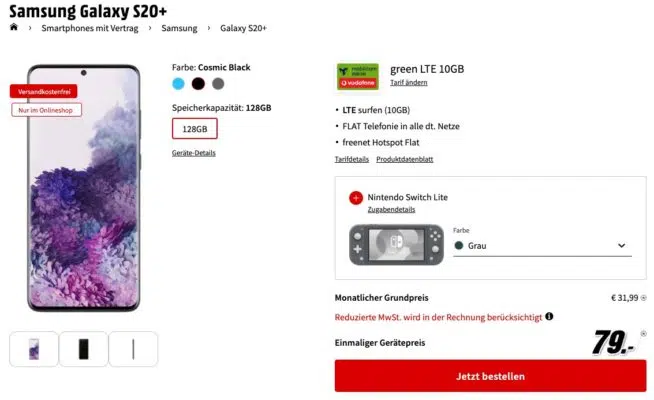 Samsung Galaxy S20+
Smartphones mit Vertrag › Samsung › Galaxy S20+
Versandkostenfrei
Nur im Onlineshop
Farbe: Cosmic Black
Speicherkapazität: 128GB
128GB
Geräte-Details
mobilcom
debitel
vodafone
green LTE 10GB
Tarif ändern
• LTE surfen (10GB)
• FLAT Telefonie in alle dt. Netze
• freenet Hotspot Flat
Tarifdetails Produktdatenblatt
Nintendo Switch Lite
Zugabendetails
Farbe
Grau
Monatlicher Grundpreis € 31,99
Reduzierte MwSt. wird in der Rechnung berücksichtigt
Einmaliger Gerätepreis 79.-
Jetzt bestellen